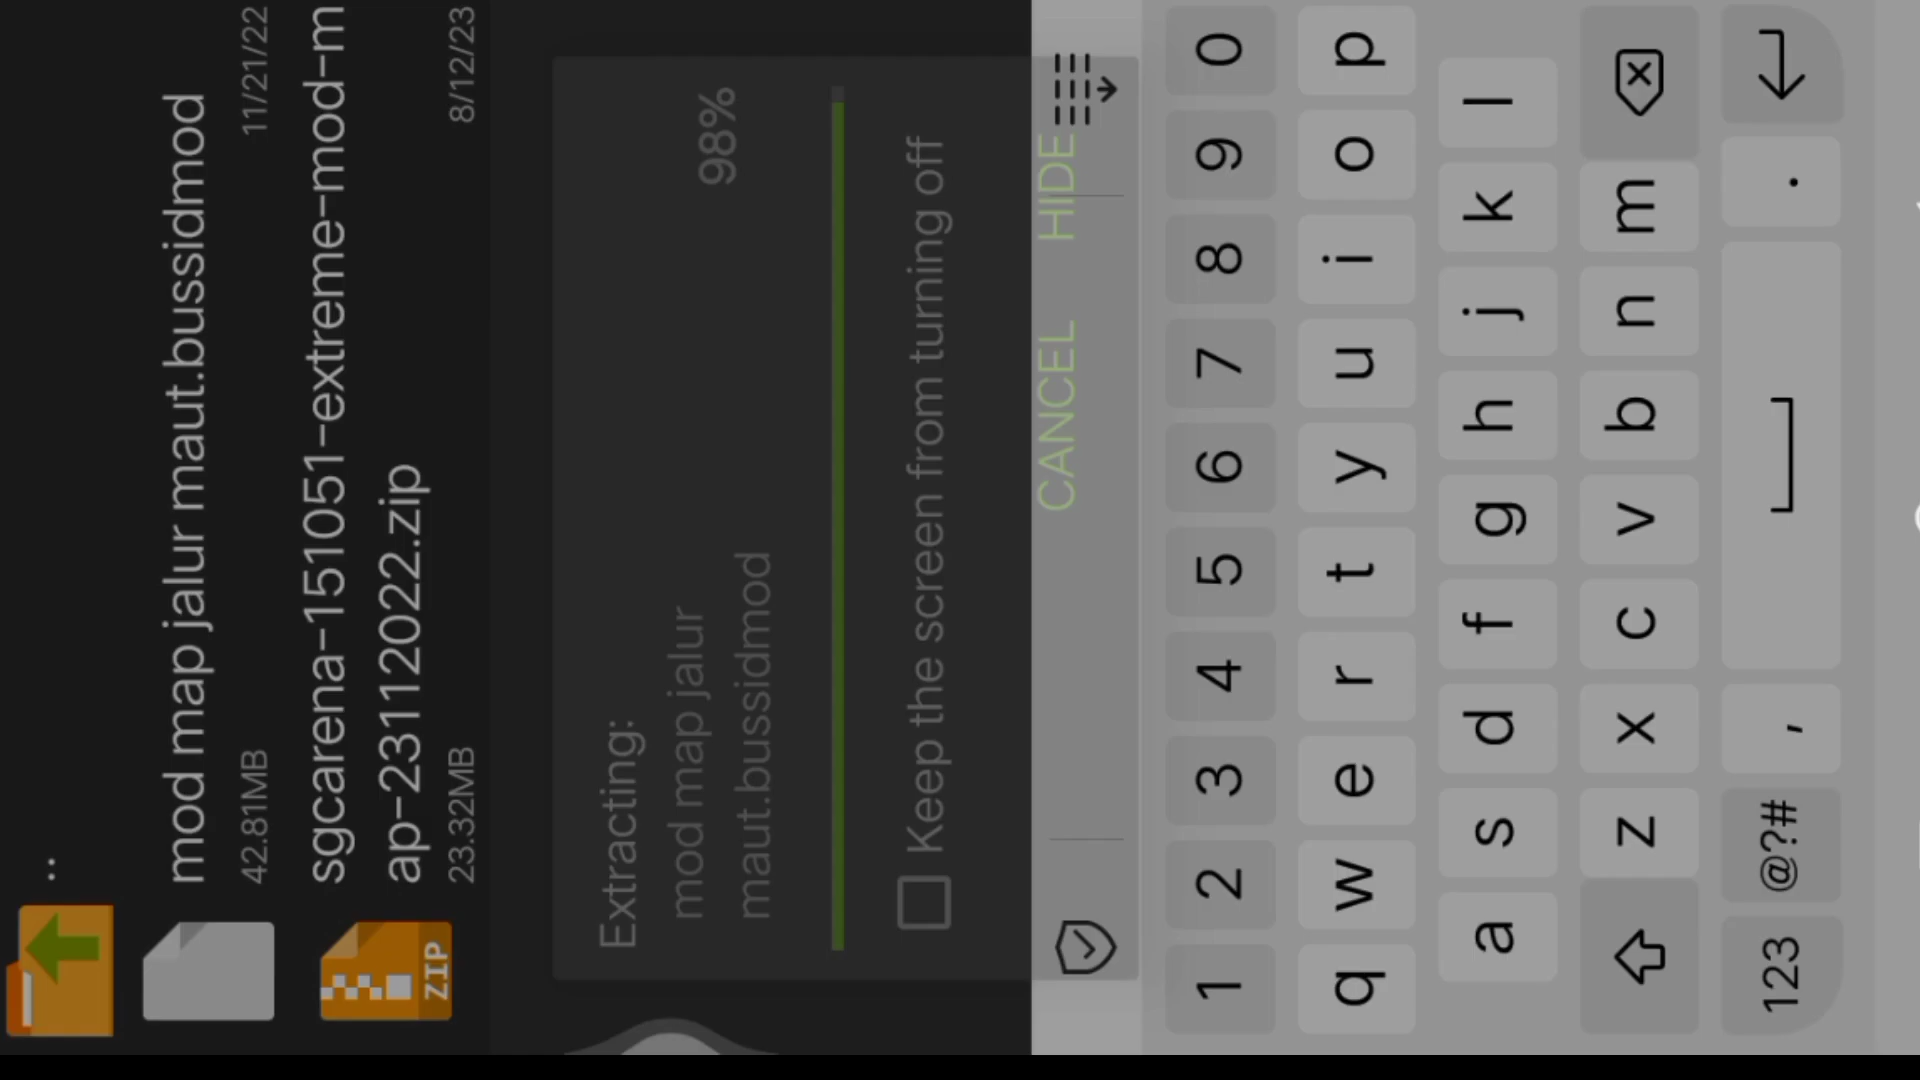 ..
mod map jalur maut.bussidmod
42.81MB 11/21/22
sgcarena-151051-extreme-mod-m
ap-23112022.zip
23.32MB 8/12/23
ZIP
Extracting:
mod map jalur
maut.bussidmod
98%
Keep the screen from turning off
CANCEL HIDE
1 2 3 4 5 6 7 8 9 0
q w e r t y u i o p
a s d f g h j k l
z x c v b n m
123 @?# , .